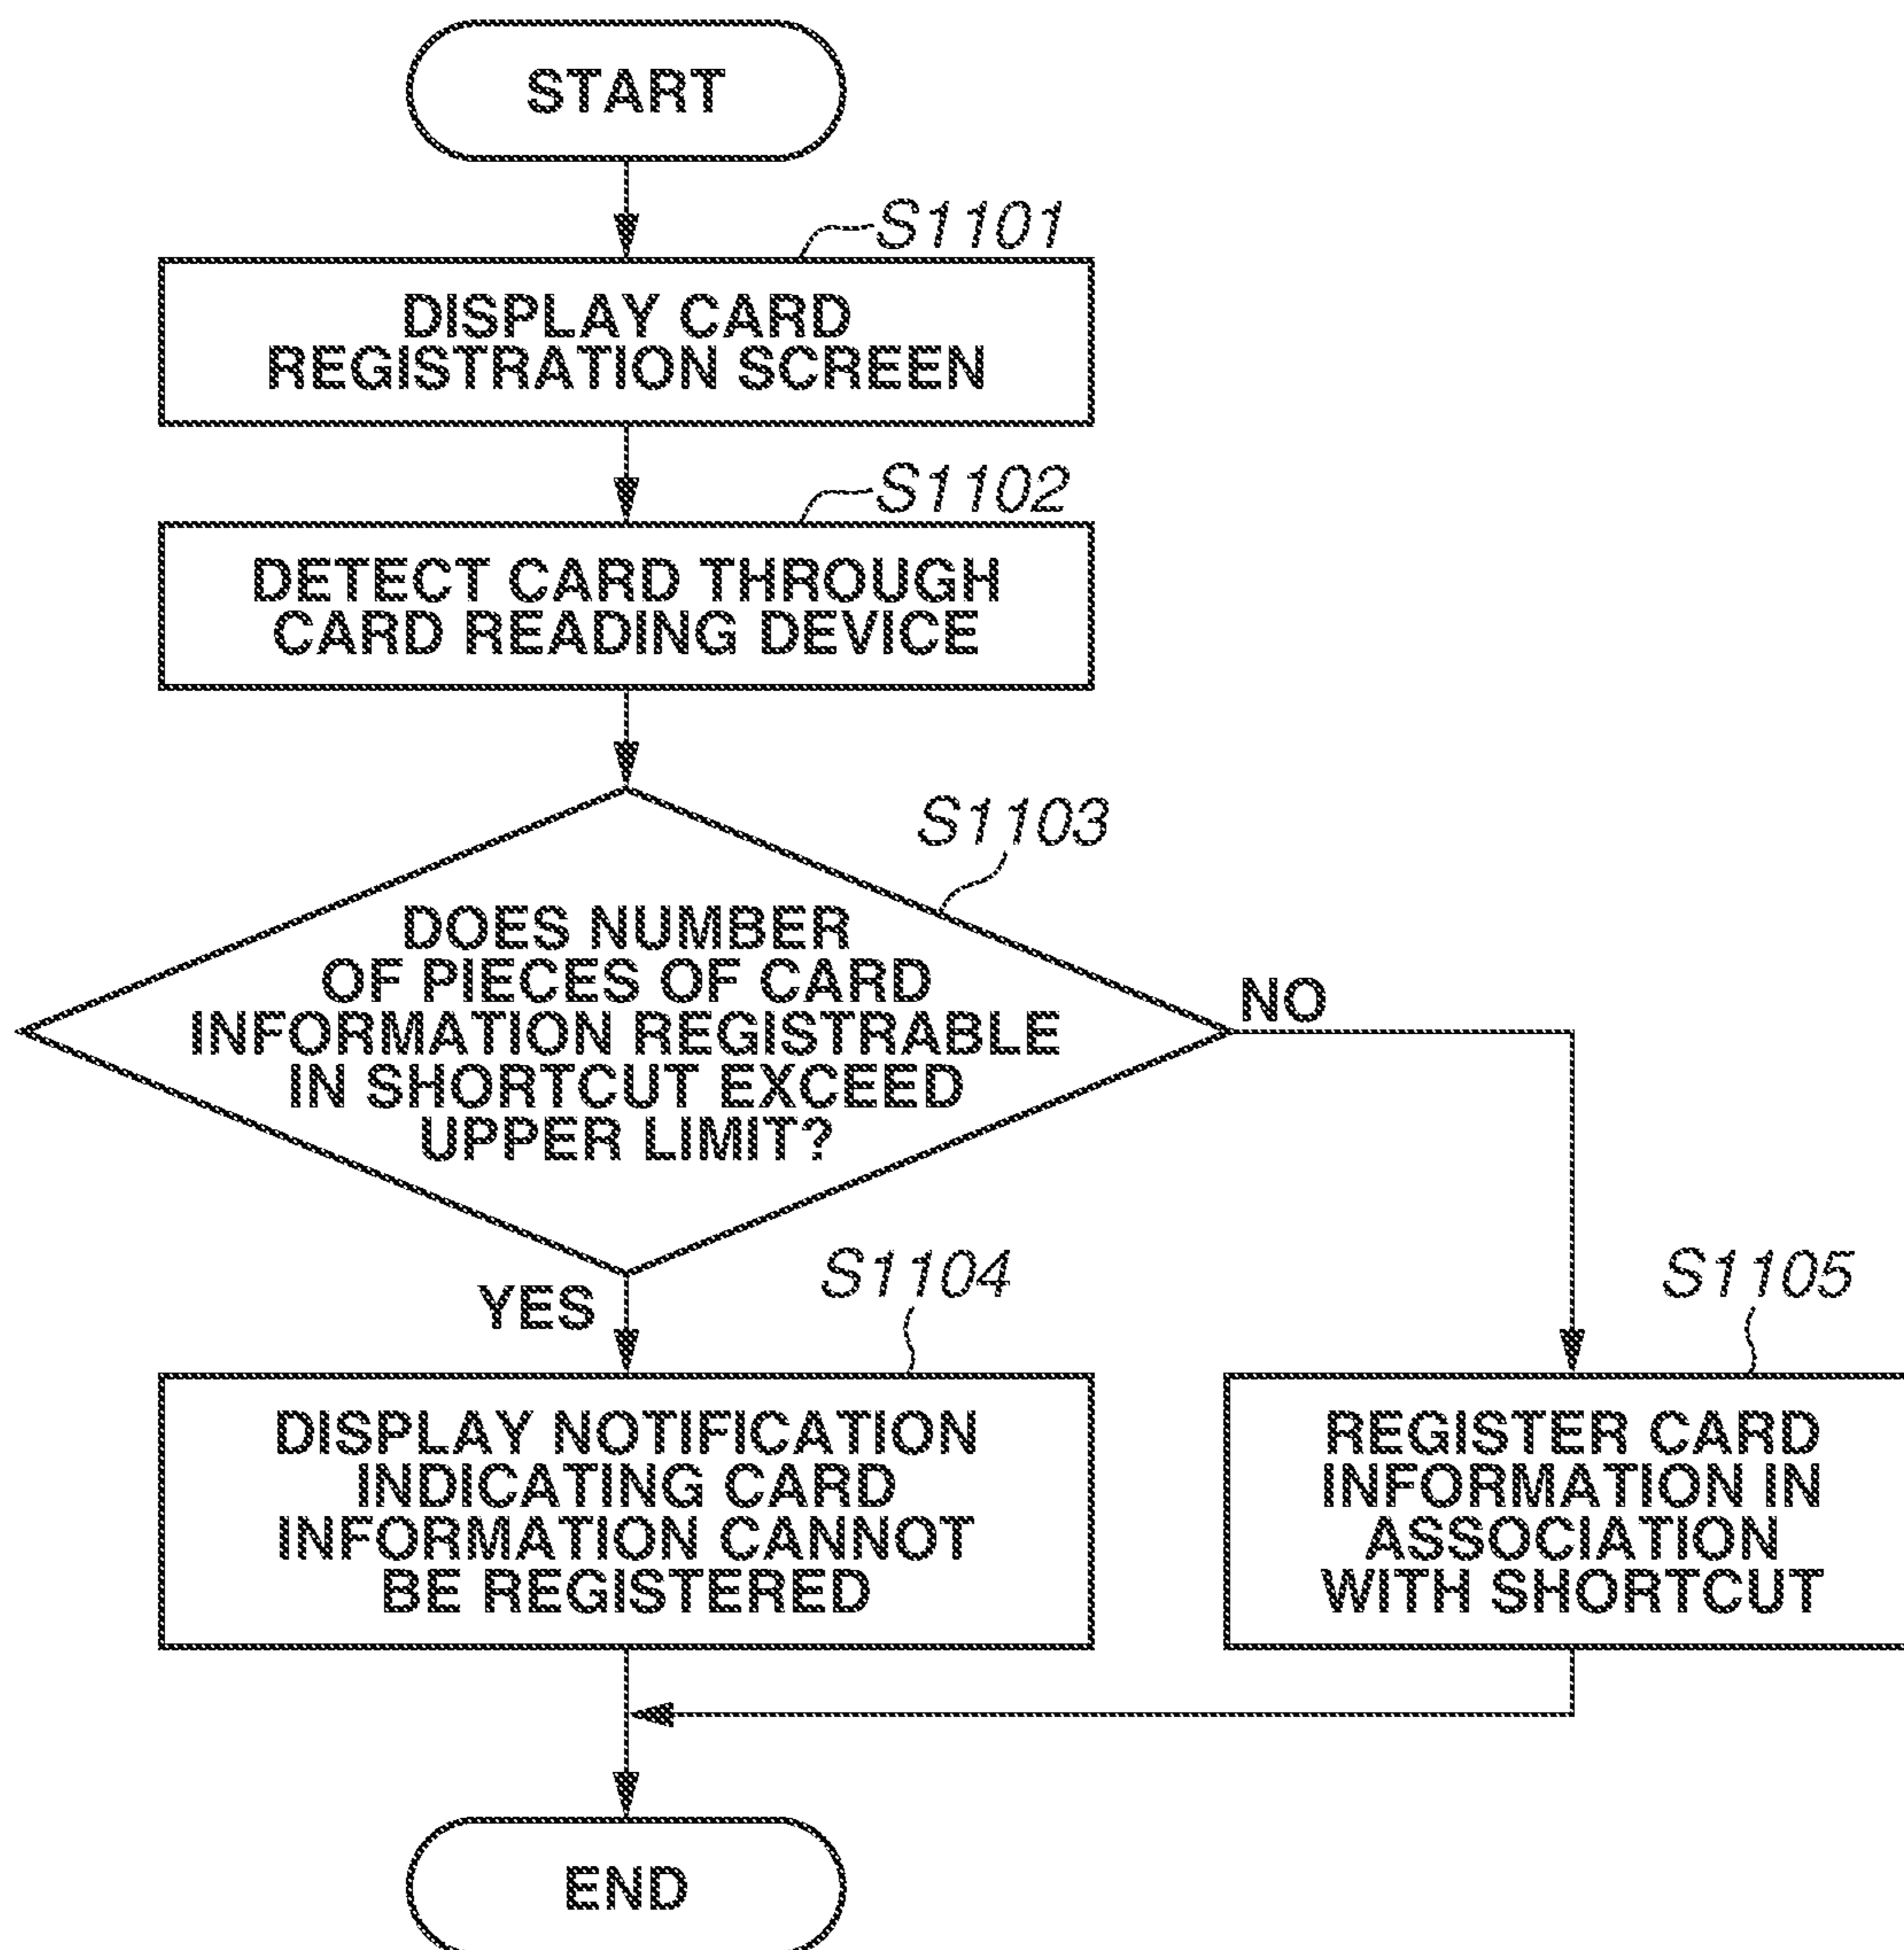 START
S1101
DISPLAY CARD
REGISTRATION SCREEN
S1102
DETECT CARD THROUGH
CARD READING DEVICE
S1103
DOES NUMBER
OF PIECES OF CARD
INFORMATION REGISTRABLE
IN SHORTCUT EXCEED
UPPER LIMIT?
NO
YES
S1104
DISPLAY NOTIFICATION
INDICATING CARD
INFORMATION CANNOT
BE REGISTERED
S1105
REGISTER CARD
INFORMATION IN
ASSOCIATION
WITH SHORTCUT
END